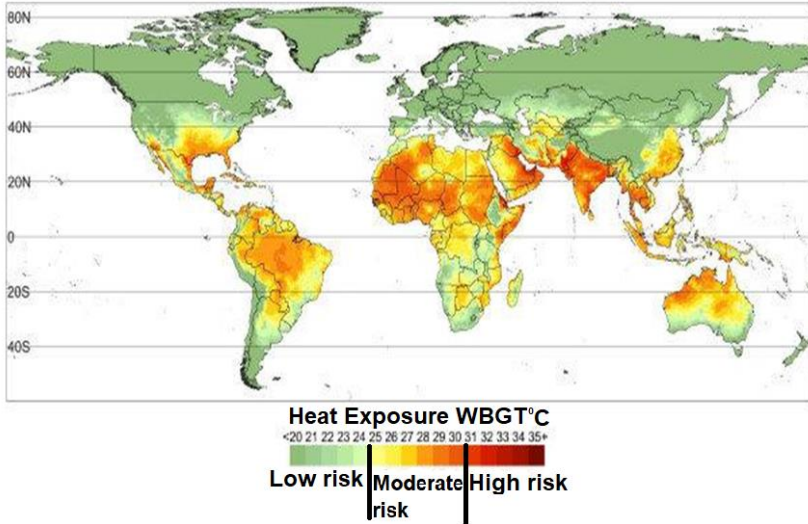 80N
60N
40N
20N
0
20S
40S
Heat Exposure WBGT°C
<20 21 22 23 24 25 26 27 28 29 30 31 32 33 34 35+
Low risk Moderate High risk
risk